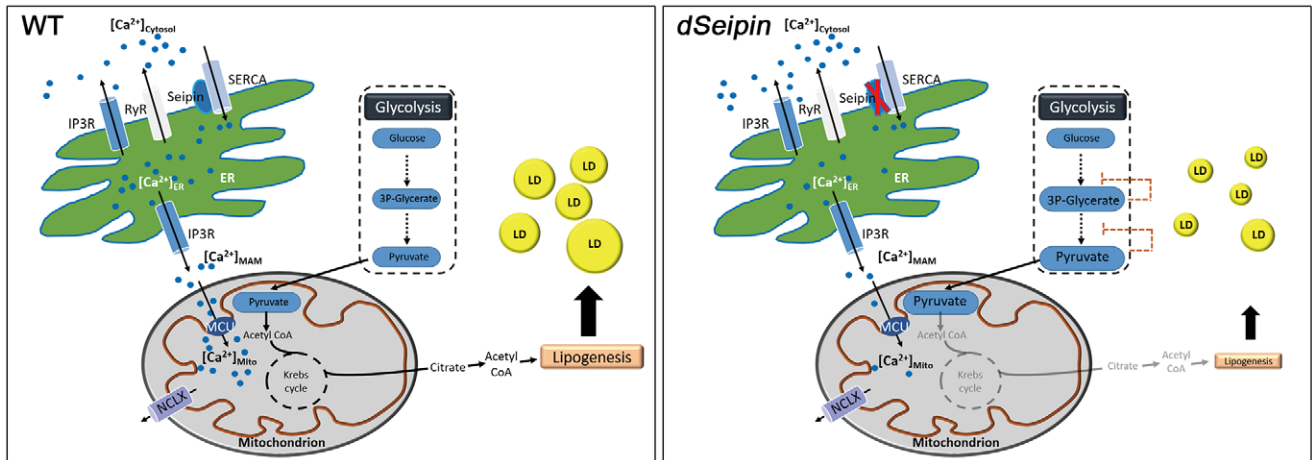 WT
[Ca²⁺]Cytosol
SERCA
Seipin
RyR
IP3R
[Ca²⁺]ER
ER
IP3R
[Ca²⁺]MAM
Glycolysis
Glucose
3P-Glycerate
Pyruvate
LD
LD
LD
LD
LD
Pyruvate
MCU
Acetyl CoA
[Ca²⁺]Mito
Krebs
cycle
NCLX
Mitochondrion
Citrate
Acetyl
CoA
Lipogenesis
dSeipin
[Ca²⁺]Cytosol
SERCA
Seipin
RyR
IP3R
[Ca²⁺]ER
ER
IP3R
[Ca²⁺]MAM
Glycolysis
Glucose
3P-Glycerate
Pyruvate
LD
LD
LD
LD
LD
Pyruvate
MCU
Acetyl CoA
[Ca²⁺]Mito
Krebs
cycle
NCLX
Mitochondrion
Citrate
Acetyl
CoA
Lipogenesis